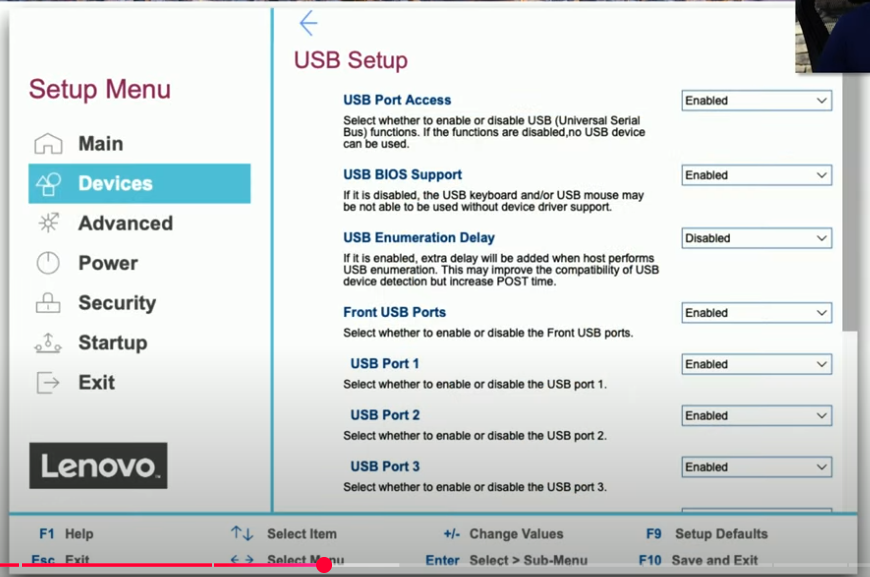 USB Setup
Setup Menu
Main
Devices
Advanced
Power
Security
Startup
Exit
Lenovo™
USB Port Access
Enabled
Select whether to enable or disable USB (Universal Serial
Bus) functions. If the functions are disabled,no USB device
can be used.
USB BIOS Support
Enabled
If it is disabled, the USB keyboard and/or USB mouse may
be not able to be used without device driver support.
USB Enumeration Delay
Disabled
If it is enabled, extra delay will be added when host performs
USB enumeration. This may improve the compatibility of USB
device detection but increase POST time.
Front USB Ports
Enabled
Select whether to enable or disable the Front USB ports.
USB Port 1
Enabled
Select whether to enable or disable the USB port 1.
USB Port 2
Enabled
Select whether to enable or disable the USB port 2.
USB Port 3
Enabled
Select whether to enable or disable the USB port 3.
F1 Help ↑↓ Select Item +/- Change Values F9 Setup Defaults
Esc Exit ←→ Select Menu Enter Select > Sub-Menu F10 Save and Exit